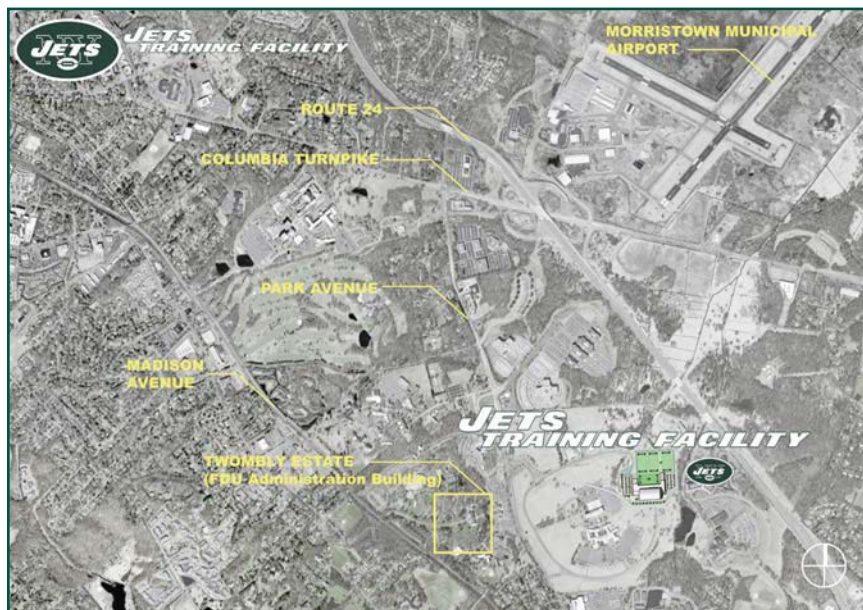 NY
JETS
JETS
TRAINING FACILITY
MORRISTOWN MUNICIPAL
AIRPORT
ROUTE 24
COLUMBIA TURNPIKE
PARK AVENUE
MADISON
AVENUE
JETS
TRAINING FACILITY
TWOMBLY ESTATE
(FDU Administration Building)
JETS